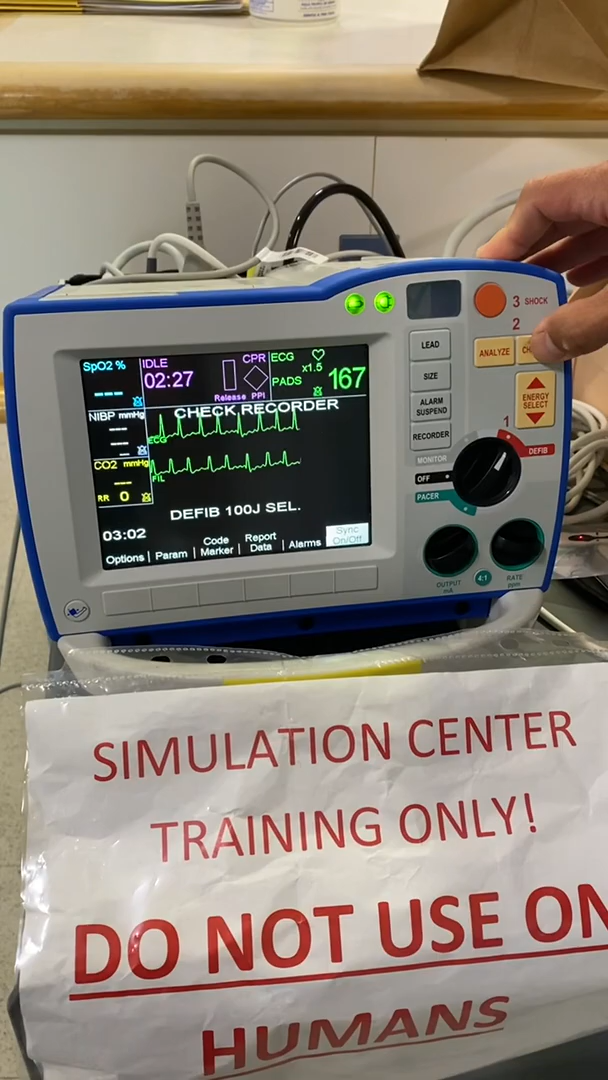 SpO2 %
IDLE
02:27
CPR
Release PPI
ECG
x1.5
PADS
167
NIBP mmHg
CHECK RECORDER
ECG
CO2 mmHg
RR 0
FIL
DEFIB 100J SEL.
03:02
Options
Param
Code Marker
Report Data
Alarms
Sync On/Off
LEAD
SIZE
ALARM SUSPEND
RECORDER
3 SHOCK
2
ANALYZE
CH
ENERGY SELECT
1
DEFIB
MONITOR
OFF
PACER
OUTPUT mA
4:1
RATE ppm
SIMULATION CENTER
TRAINING ONLY!
DO NOT USE ON
HUMANS